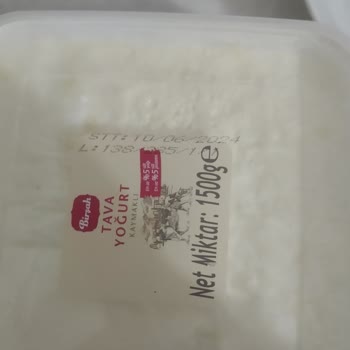 STT: 10/06/2024
Birşah
TAVA
YOĞURT
KAYMAKLI
Net Miktar: 1500g℮